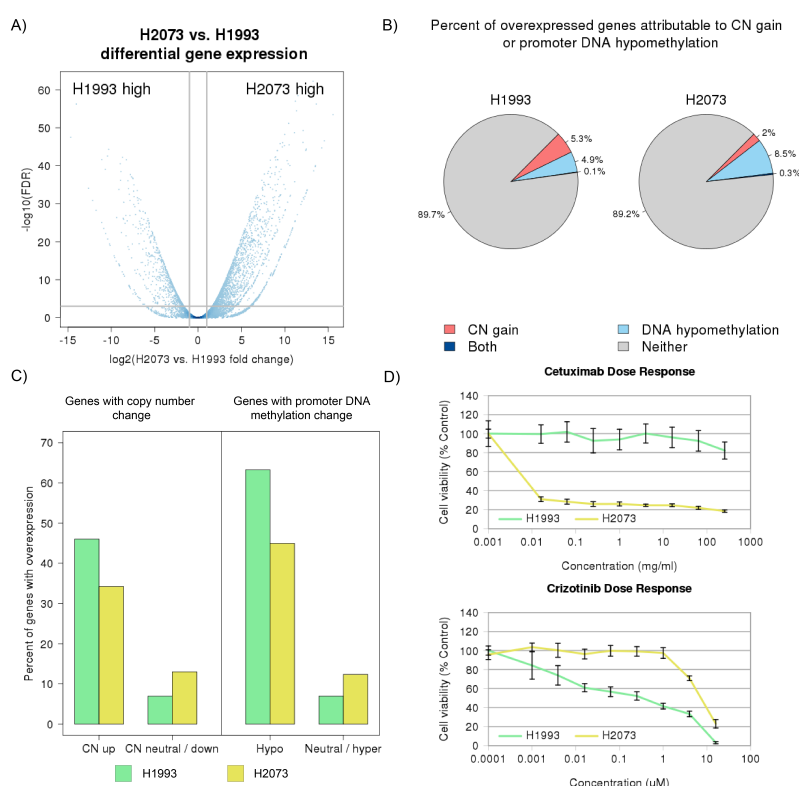 A)
H2073 vs. H1993
differential gene expression
H1993 high
H2073 high
60
50
40
30
20
10
0
-log10(FDR)
-15
-10
-5
0
5
10
15
log2(H2073 vs. H1993 fold change)
B)
Percent of overexpressed genes attributable to CN gain
or promoter DNA hypomethylation
H1993
5.3%
4.9%
0.1%
89.7%
H2073
2%
8.5%
0.3%
89.2%
CN gain
DNA hypomethylation
Both
Neither
C)
Genes with copy number
change
Genes with promoter DNA
methylation change
70
60
50
40
30
20
10
0
Percent of genes with overexpression
CN up
CN neutral / down
Hypo
Neutral / hyper
H1993
H2073
D)
Cetuximab Dose Response
140
120
100
80
60
40
20
0
Cell viability (% Control)
H1993
H2073
0.001
0.01
0.1
1
10
100
1000
Concentration (mg/ml)
Crizotinib Dose Response
140
120
100
80
60
40
20
0
Cell viability (% Control)
H1993
H2073
0.0001
0.001
0.01
0.1
1
10
100
Concentration (uM)